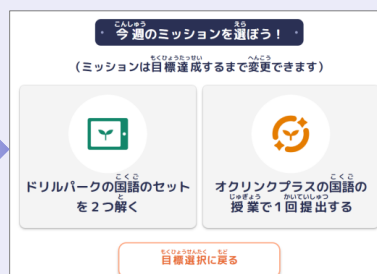 今週のミッションを選ぼう！
（ミッションは目標達成するまで変更できます）
ドリルパークの国語のセット
を２つ解く
オクリンクプラスの国語の
授業で１回提出する
目標選択に戻る